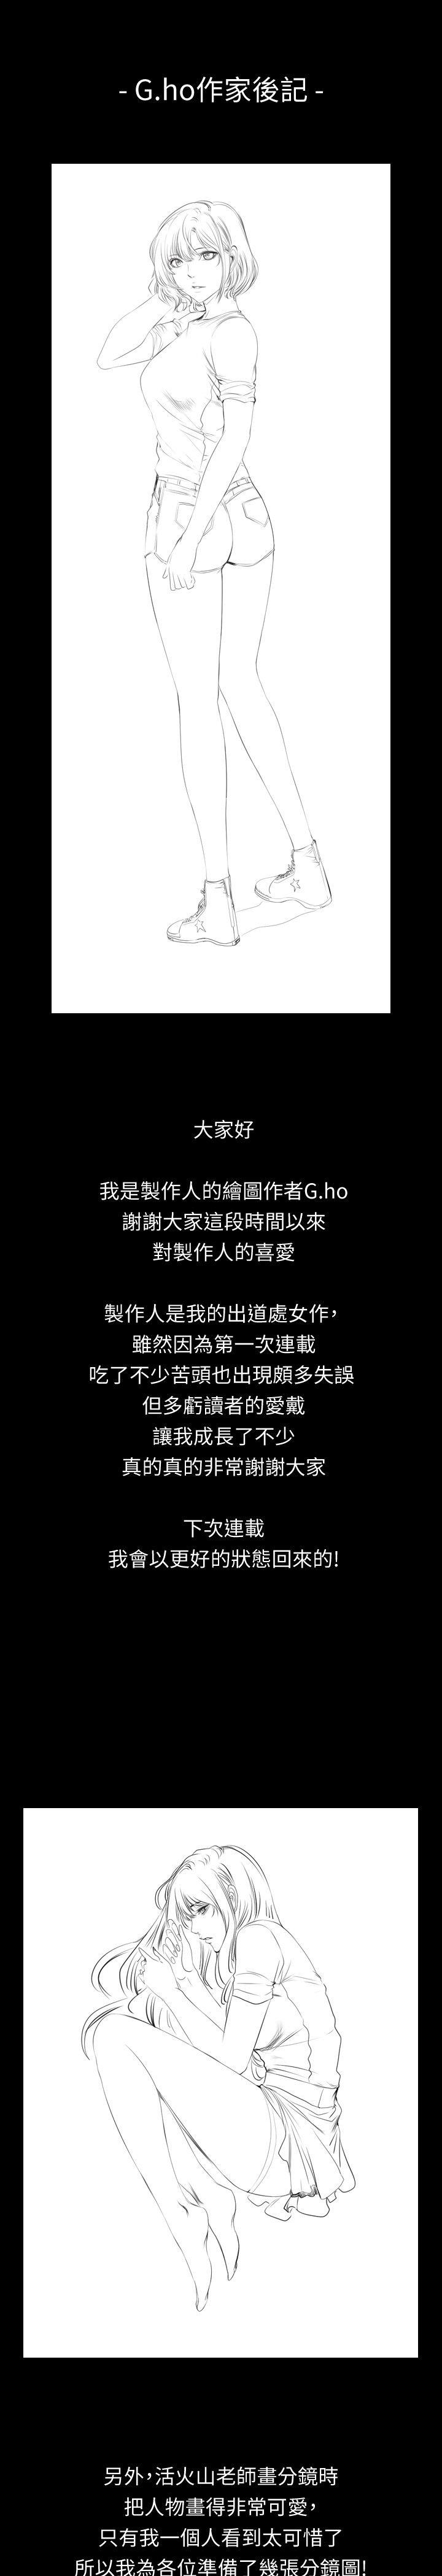 - G.ho作家後記 -
大家好
我是製作人的繪圖作者G.ho
謝謝大家這段時間以來
對製作人的喜愛
製作人是我的出道處女作，
雖然因為第一次連載
吃了不少苦頭也出現頗多失誤
但多虧讀者的愛戴
讓我成長了不少
真的真的非常謝謝大家
下次連載
我會以更好的狀態回來的!
另外，活火山老師畫分鏡時
把人物畫得非常可愛，
只有我一個人看到太可惜了
所以我為各位準備了幾張分鏡圖!